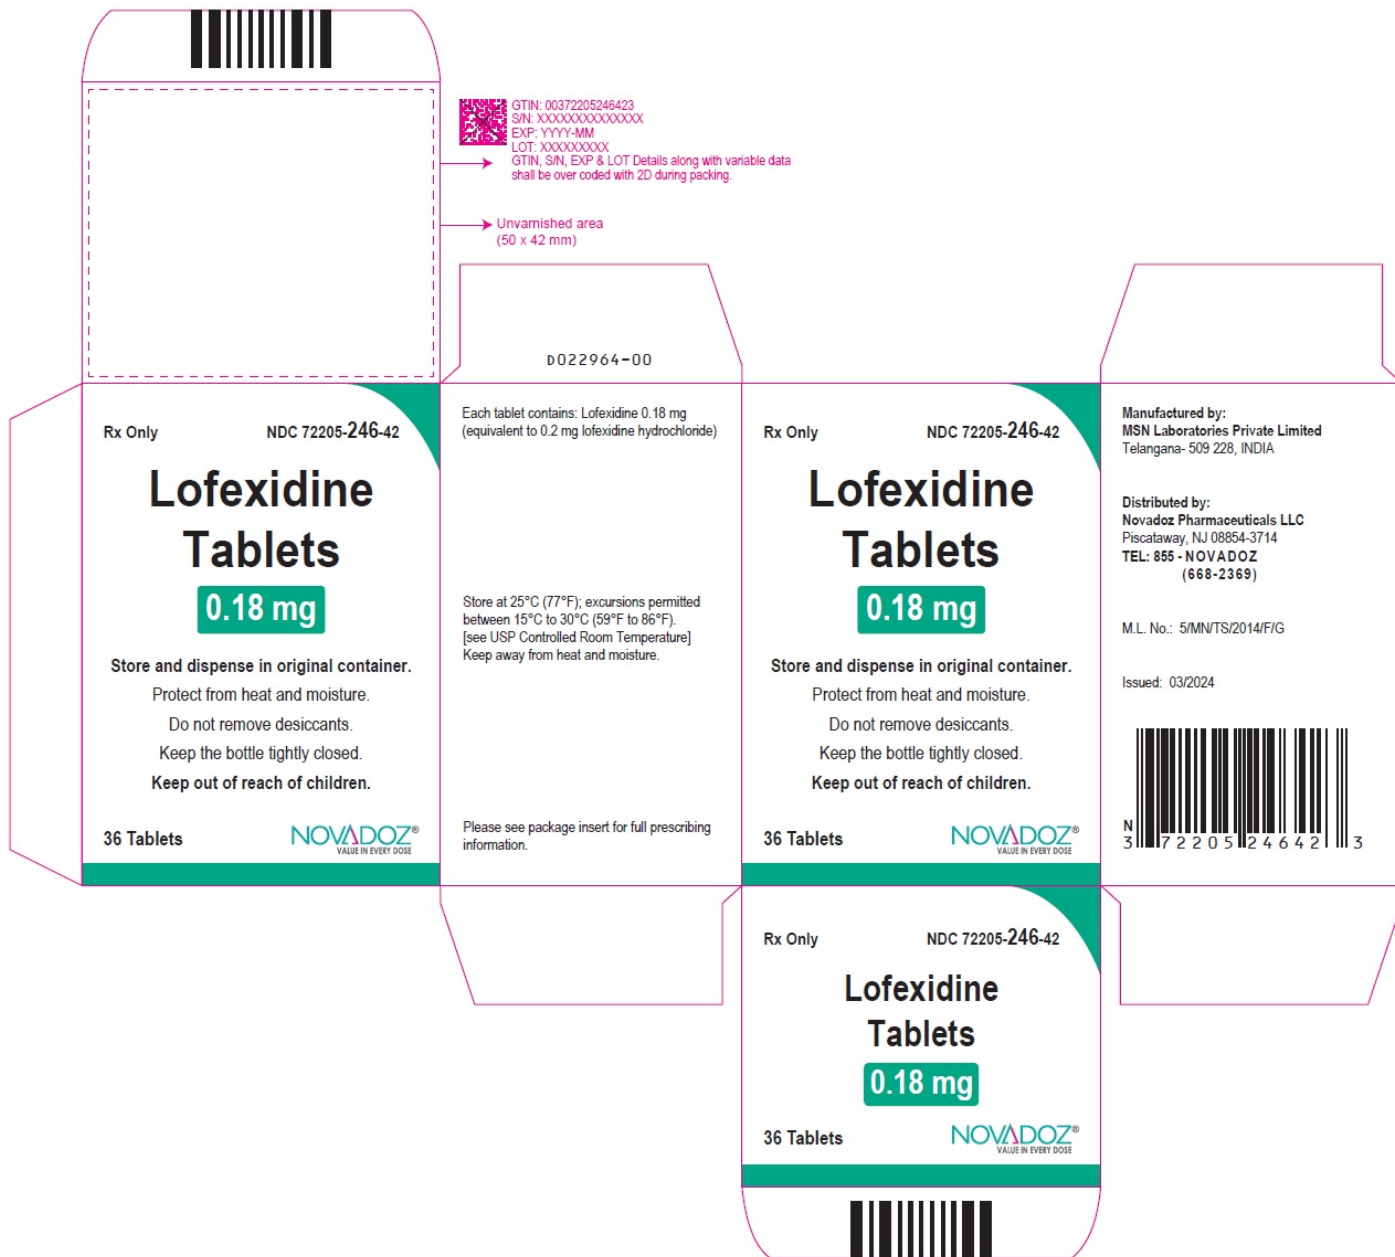 GTIN: 00372205246423
S/N: XXXXXXXXXXXXXX
EXP: YYYY-MM
LOT: XXXXXXXXX
GTIN, S/N, EXP & LOT Details along with variable data
shall be over coded with 2D during packing.
Unvarnished area
(50 x 42 mm)
D022964-00
Rx Only NDC 72205-246-42
Lofexidine
Tablets
0.18 mg
Store and dispense in original container.
Protect from heat and moisture.
Do not remove desiccants.
Keep the bottle tightly closed.
Keep out of reach of children.
36 Tablets NOVADOZ®
VALUE IN EVERY DOSE
Each tablet contains: Lofexidine 0.18 mg
(equivalent to 0.2 mg lofexidine hydrochloride)
Store at 25°C (77°F); excursions permitted
between 15°C to 30°C (59°F to 86°F).
[see USP Controlled Room Temperature]
Keep away from heat and moisture.
Please see package insert for full prescribing
information.
Rx Only NDC 72205-246-42
Lofexidine
Tablets
0.18 mg
Store and dispense in original container.
Protect from heat and moisture.
Do not remove desiccants.
Keep the bottle tightly closed.
Keep out of reach of children.
36 Tablets NOVADOZ®
VALUE IN EVERY DOSE
Manufactured by:
MSN Laboratories Private Limited
Telangana- 509 228, INDIA
Distributed by:
Novadoz Pharmaceuticals LLC
Piscataway, NJ 08854-3714
TEL: 855 - NOVADOZ
(668-2369)
M.L. No.: 5/MN/TS/2014/F/G
Issued: 03/2024
N
3 72205 24642 3
Rx Only NDC 72205-246-42
Lofexidine
Tablets
0.18 mg
36 Tablets NOVADOZ®
VALUE IN EVERY DOSE